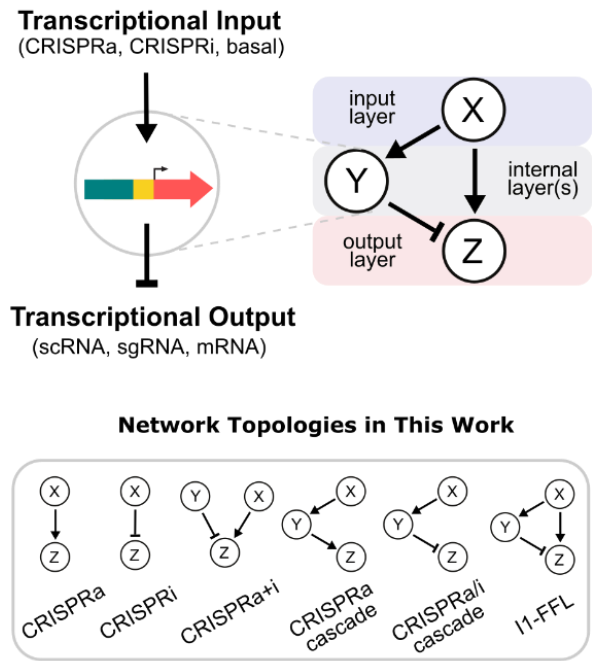 Transcriptional Input
(CRISPRa, CRISPRi, basal)
input
layer
X
Y
internal
layer(s)
output
layer
Z
Transcriptional Output
(scRNA, sgRNA, mRNA)
Network Topologies in This Work
X
Z
CRISPRa
X
Z
CRISPRi
Y
X
Z
CRISPRa+i
X
Y
Z
CRISPRa
cascade
X
Y
Z
CRISPRa/i
cascade
X
Y
Z
I1-FFL